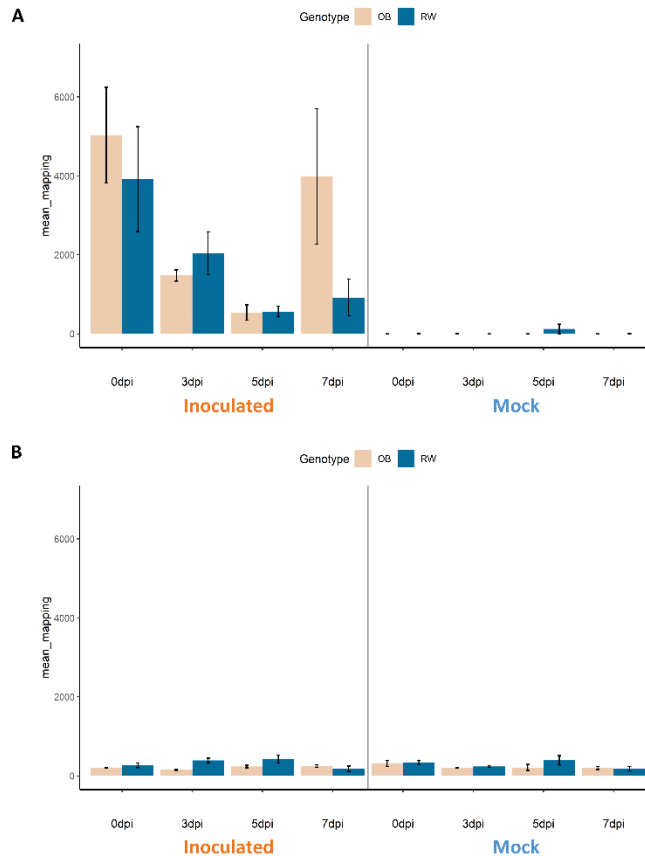 A
Genotype OB RW
mean_mapping
6000
4000
2000
0
0dpi 3dpi 5dpi 7dpi 0dpi 3dpi 5dpi 7dpi
Inoculated Mock
B
Genotype OB RW
mean_mapping
6000
4000
2000
0
0dpi 3dpi 5dpi 7dpi 0dpi 3dpi 5dpi 7dpi
Inoculated Mock